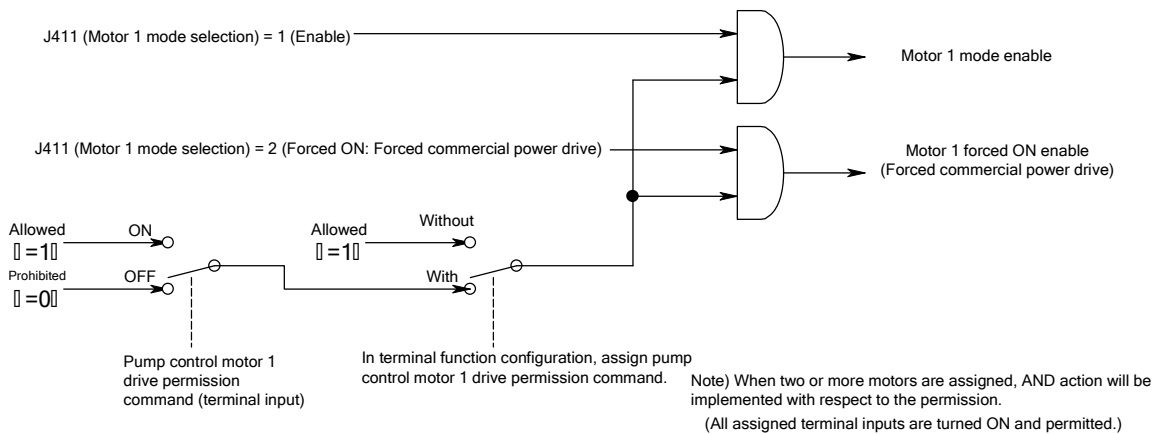 J411 (Motor 1 mode selection) = 1 (Enable)
Motor 1 mode enable
J411 (Motor 1 mode selection) = 2 (Forced ON: Forced commercial power drive)
Motor 1 forced ON enable
(Forced commercial power drive)
Allowed
▯=1▯
ON
Prohibited
▯=0▯
OFF
Allowed
▯=1▯
Without
With
Pump control motor 1
drive permission
command (terminal input)
In terminal function configuration, assign pump
control motor 1 drive permission command.
Note) When two or more motors are assigned, AND action will be
implemented with respect to the permission.
(All assigned terminal inputs are turned ON and permitted.)